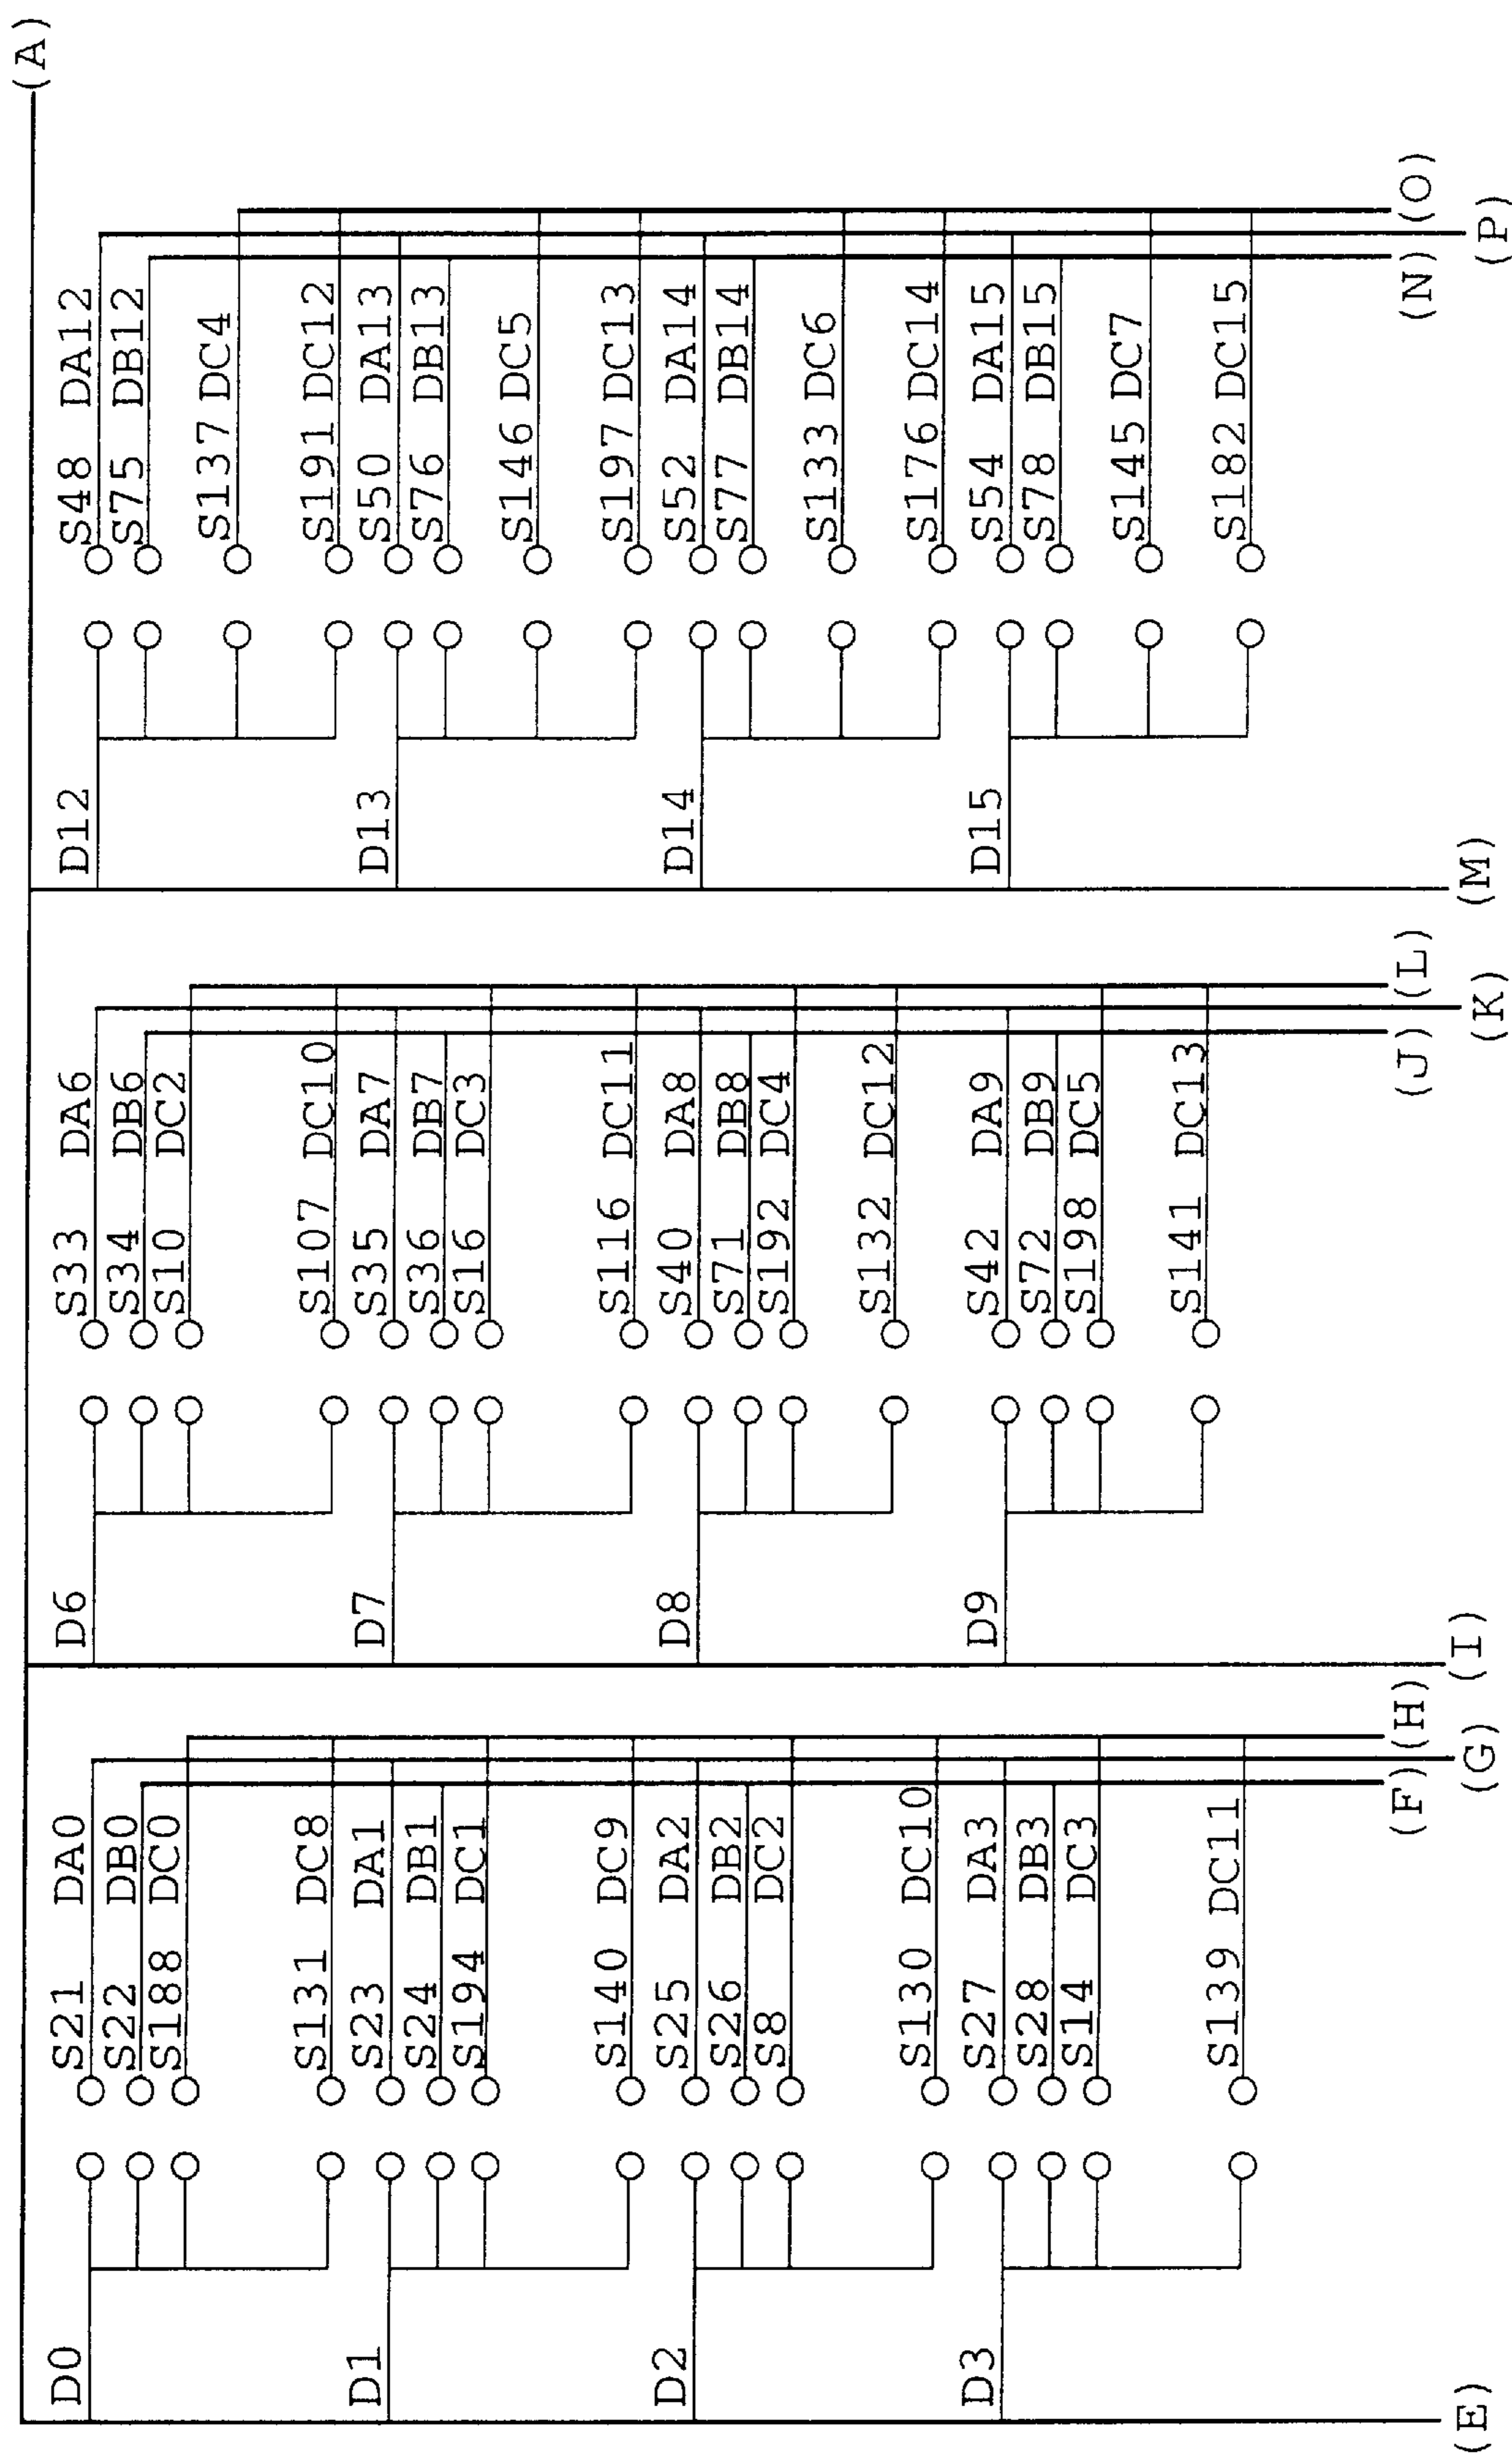 (A)
D0
S21 DA0
S22 DB0
S188 DC0
S131 DC8
D1
S23 DA1
S24 DB1
S194 DC1
S140 DC9
D2
S25 DA2
S26 DB2
S8 DC2
S130 DC10
D3
S27 DA3
S28 DB3
S14 DC3
S139 DC11
(E)
(F)
(G)
(H)
D6
S33 DA6
S34 DB6
S10 DC2
S107 DC10
D7
S35 DA7
S36 DB7
S16 DC3
S116 DC11
D8
S40 DA8
S71 DB8
S192 DC4
S132 DC12
D9
S42 DA9
S72 DB9
S198 DC5
S141 DC13
(I)
(J)
(K)
(L)
D12
S48 DA12
S75 DB12
S137 DC4
S191 DC12
D13
S50 DA13
S76 DB13
S146 DC5
S197 DC13
D14
S52 DA14
S77 DB14
S133 DC6
S176 DC14
D15
S54 DA15
S78 DB15
S145 DC7
S182 DC15
(M)
(N)
(P)
(O)